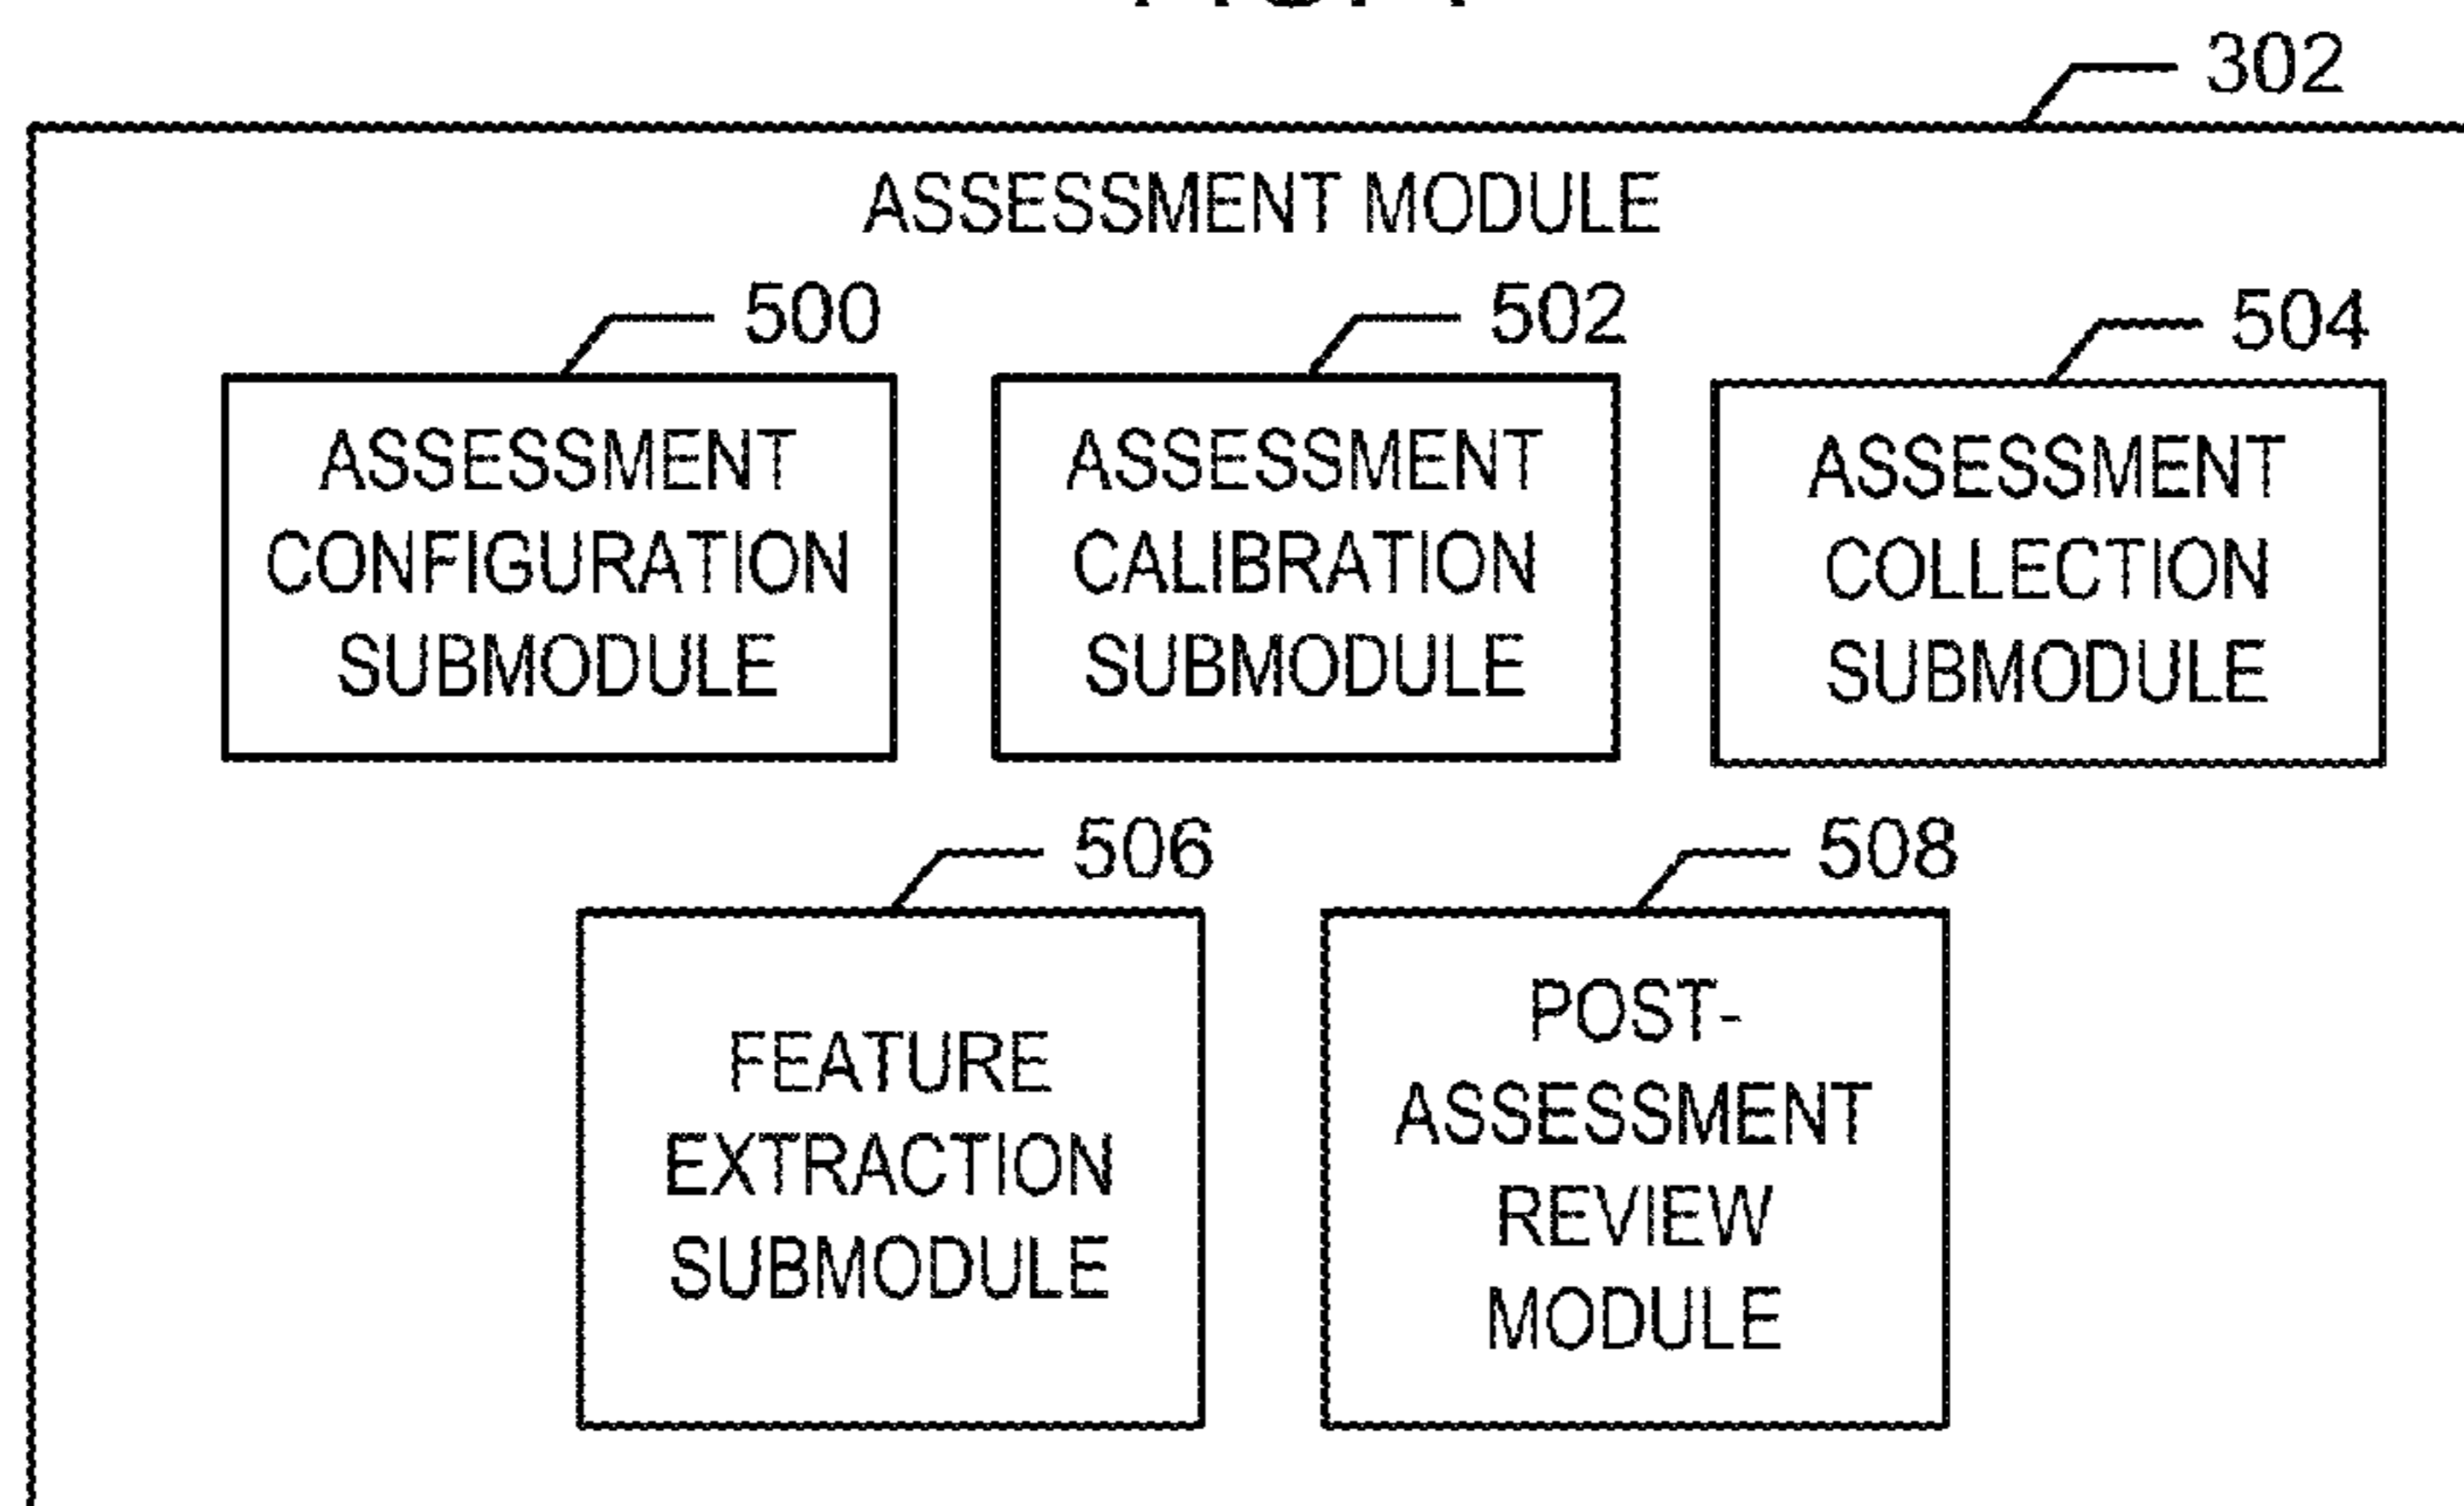 302
ASSESSMENT MODULE
500
502
504
ASSESSMENT
CONFIGURATION
SUBMODULE
ASSESSMENT
CALIBRATION
SUBMODULE
ASSESSMENT
COLLECTION
SUBMODULE
506
508
FEATURE
EXTRACTION
SUBMODULE
POST-
ASSESSMENT
REVIEW
MODULE